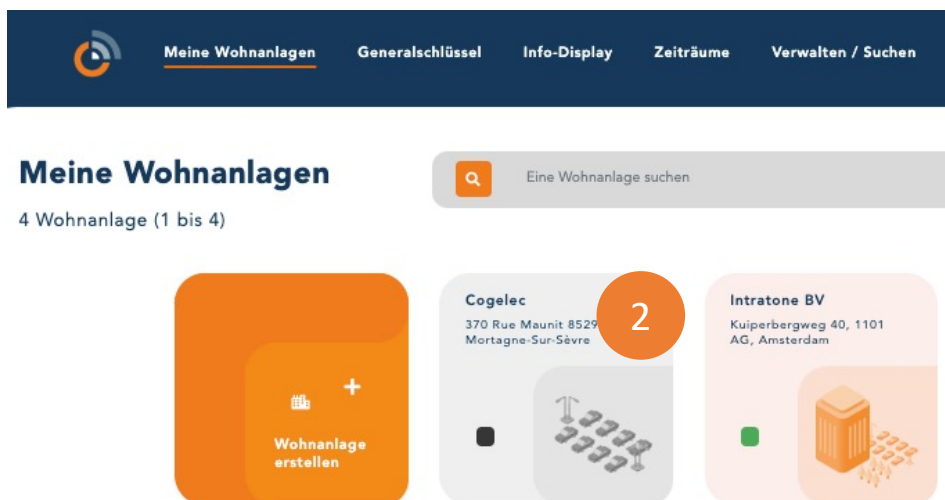 Meine Wohnanlagen Generalschlüssel Info-Display Zeiträume Verwalten / Suchen
Meine Wohnanlagen
Eine Wohnanlage suchen
4 Wohnanlage (1 bis 4)
Wohnanlage
erstellen
Cogelec
370 Rue Maunit 8529
Mortagne-Sur-Sèvre
2
Intratone BV
Kuiperbergweg 40, 1101
AG, Amsterdam